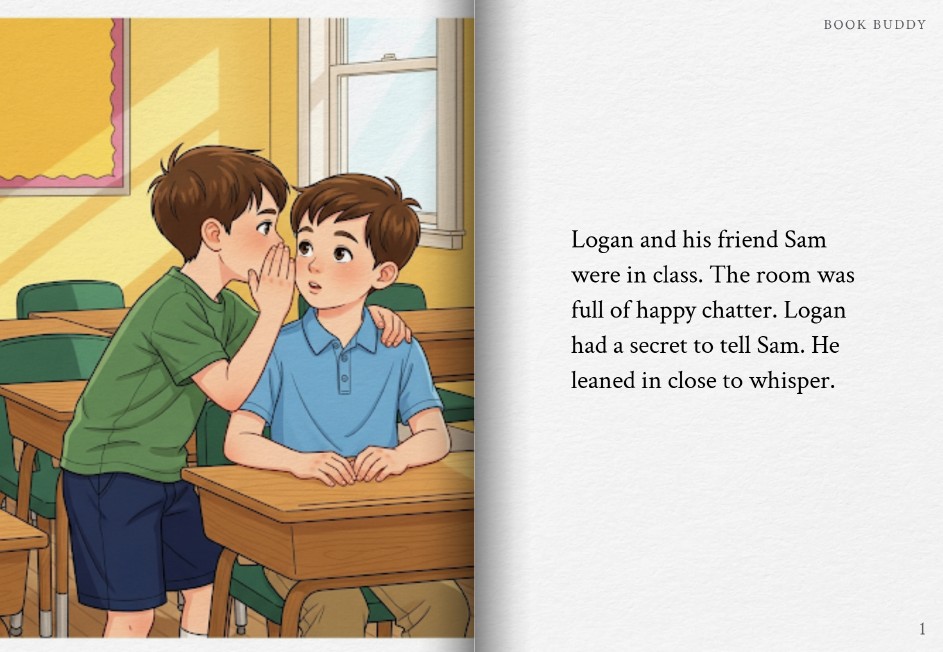 BOOK BUDDY
Logan and his friend Sam
were in class. The room was
full of happy chatter. Logan
had a secret to tell Sam. He
leaned in close to whisper.
1